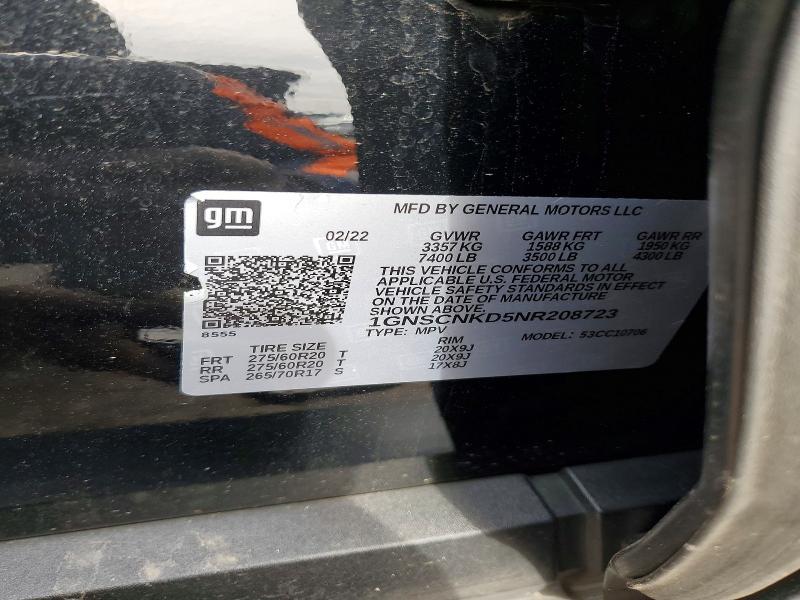 gm
MFD BY GENERAL MOTORS LLC
02/22 GVWR GAWR FRT GAWR RR
3357 KG 1588 KG 1950 KG
7400 LB 3500 LB 4300 LB
THIS VEHICLE CONFORMS TO ALL
APPLICABLE U.S. FEDERAL MOTOR
VEHICLE SAFETY STANDARDS IN EFFECT
ON THE DATE OF MANUFACTURE
SHOWN ABOVE.
1GNSCNKD5NR208723
8555
TYPE: MPV MODEL: 53CC10706
TIRE SIZE RIM
FRT 275/60R20 T 20X9J
RR 275/60R20 T 20X9J
SPA 265/70R17 S 17X8J